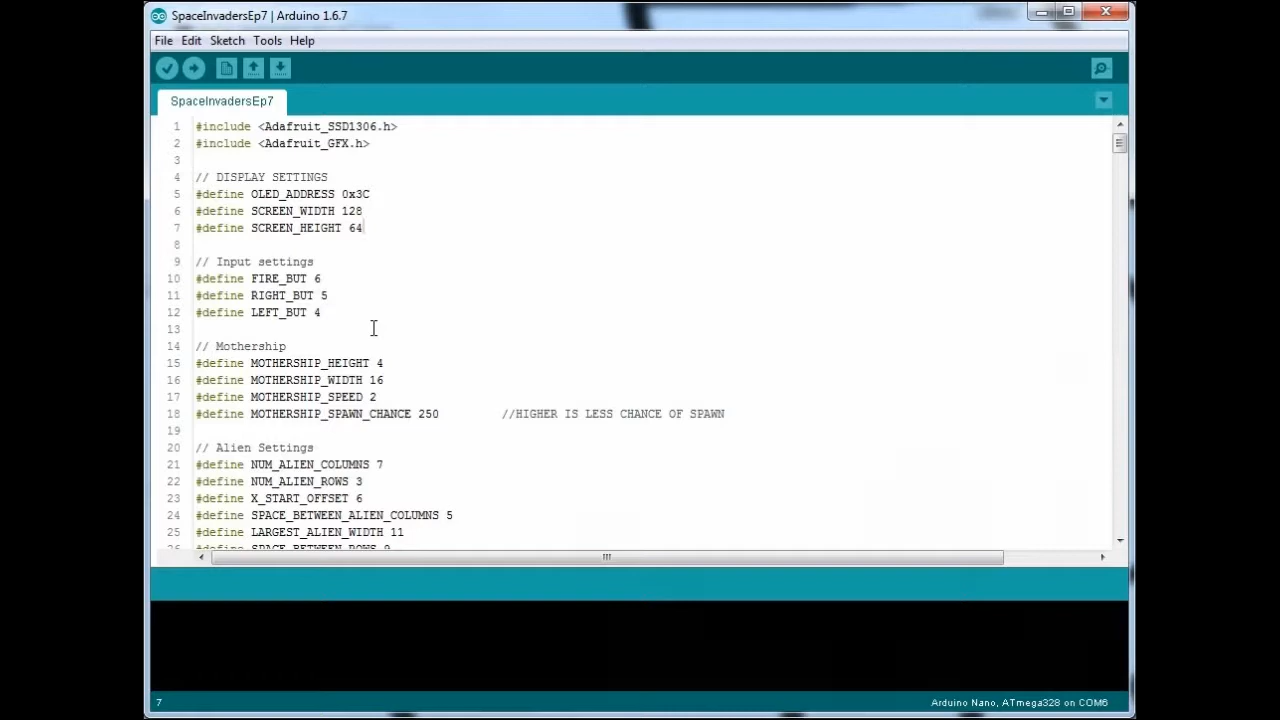 SpaceInvadersEp7 | Arduino 1.6.7
File Edit Sketch Tools Help
SpaceInvadersEp7
1 #include <Adafruit_SSD1306.h>
2 #include <Adafruit_GFX.h>
3
4 // DISPLAY SETTINGS
5 #define OLED_ADDRESS 0x3C
6 #define SCREEN_WIDTH 128
7 #define SCREEN_HEIGHT 64
8
9 // Input settings
10 #define FIRE_BUT 6
11 #define RIGHT_BUT 5
12 #define LEFT_BUT 4
13
14 // Mothership
15 #define MOTHERSHIP_HEIGHT 4
16 #define MOTHERSHIP_WIDTH 16
17 #define MOTHERSHIP_SPEED 2
18 #define MOTHERSHIP_SPAWN_CHANCE 250 //HIGHER IS LESS CHANCE OF SPAWN
19
20 // Alien Settings
21 #define NUM_ALIEN_COLUMNS 7
22 #define NUM_ALIEN_ROWS 3
23 #define X_START_OFFSET 6
24 #define SPACE_BETWEEN_ALIEN_COLUMNS 5
25 #define LARGEST_ALIEN_WIDTH 11
26 #define SPACE_BETWEEN_ROWS 9
7 Arduino Nano, ATmega328 on COM6